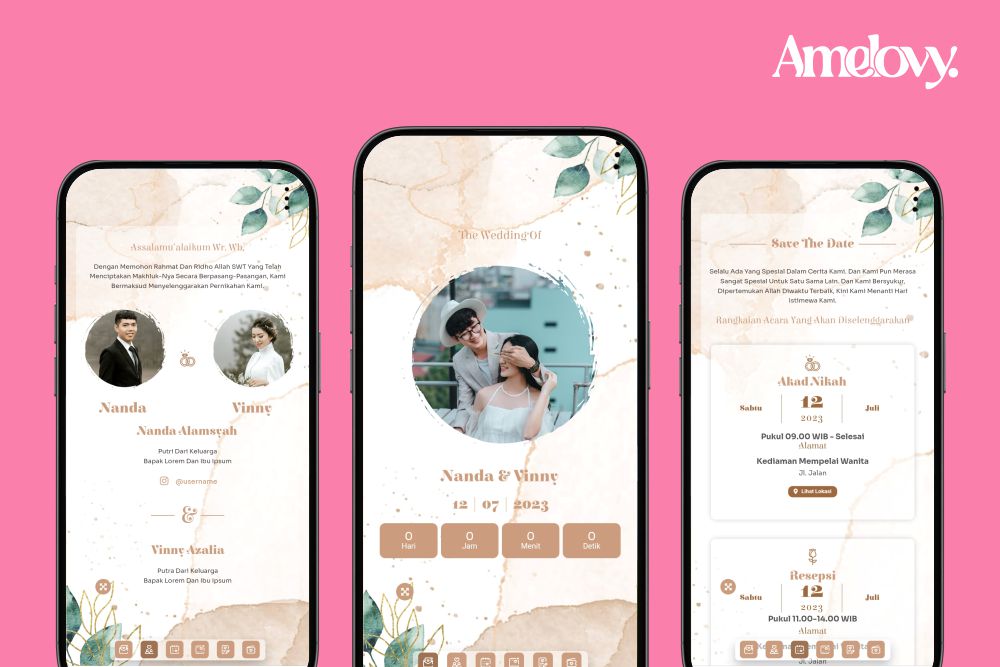 Amelovy.
Assalamu'alaikum Wr, Wb,
Dengan Memohon Rahmat Dan Ridho Allah SWT Yang Telah
Menciptakan Makhluk-Nya Secara Berpasang-Pasangan, Kami
Bermaksud Menyelenggarakan Pernikahan Kami.
Nanda
Vinny
Nanda Alamsyah
Putri Dari Keluarga
Bapak Lorem Dan Ibu Ipsum
@username
&
Vinny Azalia
Putra Dari Keluarga
Bapak Lorem Dan Ibu Ipsum
The Wedding Of
Nanda & Vinny
12 | 07 | 2023
0 0 0 0
Hari Jam Menit Detik
Save The Date
Selalu Ada Yang Spesial Dalam Cerita Kami. Dan Kami Pun Merasa
Sangat Spesial Untuk Satu Sama Lain. Dan Kami Bersyukur,
Dipertemukan Allah Diwaktu Terbaik, Kini Kami Menanti Hari
Istimewa Kami.
Rangkaian Acara Yang Akan Diselenggarakan
Akad Nikah
Sabtu 12 Juli
2023
Pukul 09.00 WIB - Selesai
Alamat
Kediaman Mempelai Wanita
Jl. Jalan
Lihat Lokasi
Resepsi
Sabtu 12 Juli
2023
Pukul 11.00-14.00 WIB
Alamat
Jl. Jalan